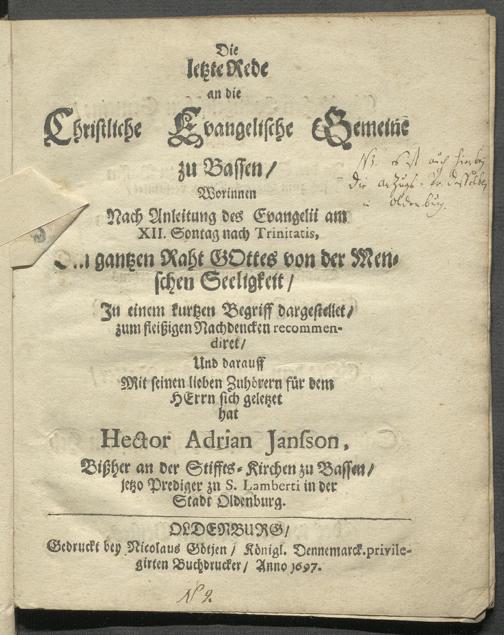 Die
letzte Rede
an die
Christliche Evangelische Gemeine
zu Bassen/
Worinnen
Nach Anleitung des Evangelii am
XII. Sontag nach Trinitatis,
gantzen Raht GOttes von der Men-
schen Seeligkeit/
In einem kurtzen Begriff dargestellet/
zum fleißigen Nachdencken recommen-
diret/
Und darauff
Mit seinen lieben Zuhörern für dem
HErrn sich geletzet
hat
Hector Adrian Janson,
Bißher an der Stiffts-Kirchen zu Bassen/
jetzo Prediger zu S. Lamberti in der
Stadt Oldenburg.
OLDENBURG/
Gedruckt bey Nicolaus Götjen/ Königl. Dennemarck.privile-
girten Buchdrucker/ Anno 1697.